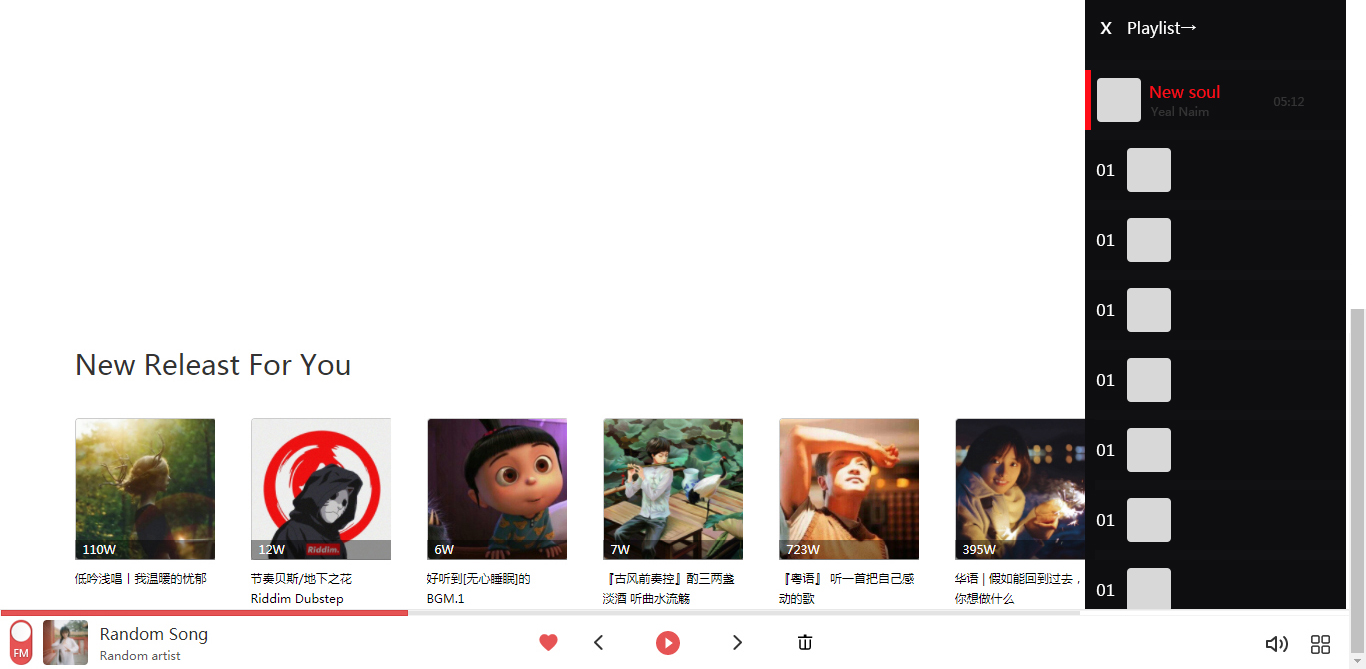 X Playlist→
New soul
Yeal Naim
05:12
01
01
01
01
01
01
01
New Releast For You
110W
12W
Riddim.
6W
7W
723W
395W
低吟浅唱丨我温暖的忧郁
节奏贝斯/地下之花
Riddim Dubstep
好听到[无心睡眠]的
BGM.1
『古风前奏控』酌三两盏
淡酒 听曲水流觞
『粤语』 听一首把自己感
动的歌
华语 | 假如能回到过去，
你想做什么
FM
Random Song
Random artist